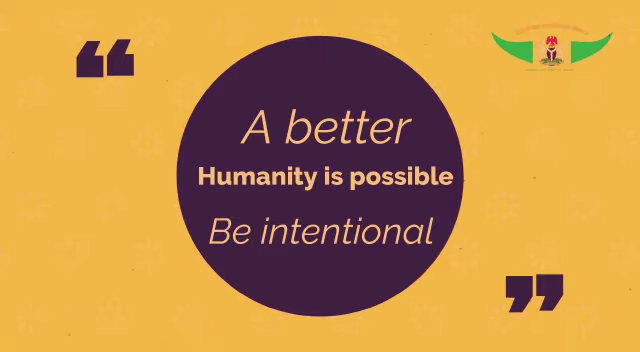 A better
Humanity is possible
Be intentional